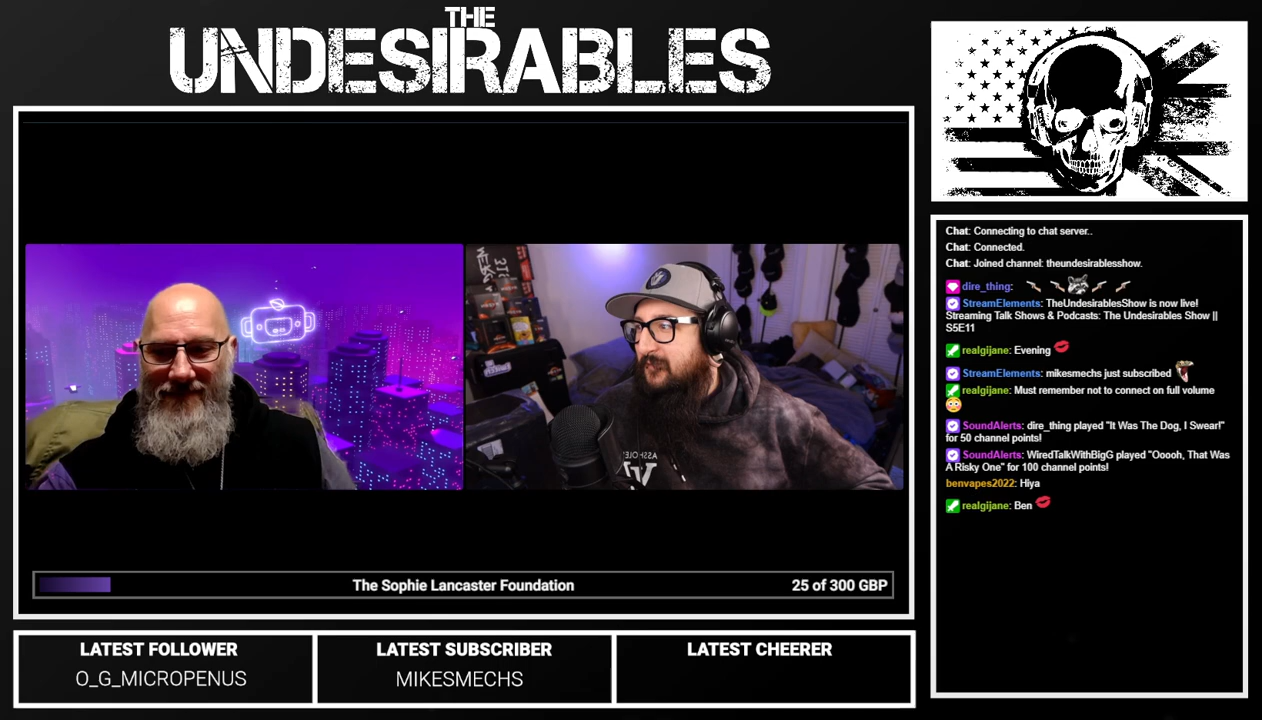 THE
UNDESIRABLES
The Sophie Lancaster Foundation
25 of 300 GBP
LATEST FOLLOWER
O_G_MICROPENUS
LATEST SUBSCRIBER
MIKESMECHS
LATEST CHEERER
Chat: Connecting to chat server..
Chat: Connected.
Chat: Joined channel: theundesirablesshow.
dire_thing:
StreamElements: TheUndesirablesShow is now live!
Streaming Talk Shows & Podcasts: The Undesirables Show ||
S5E11
realgijane: Evening
StreamElements: mikesmechs just subscribed
realgijane: Must remember not to connect on full volume
SoundAlerts: dire_thing played "It Was The Dog, I Swear!"
for 50 channel points!
SoundAlerts: WiredTalkWithBigG played "Ooooh, That Was
A Risky One" for 100 channel points!
benvapes2022: Hiya
realgijane: Ben